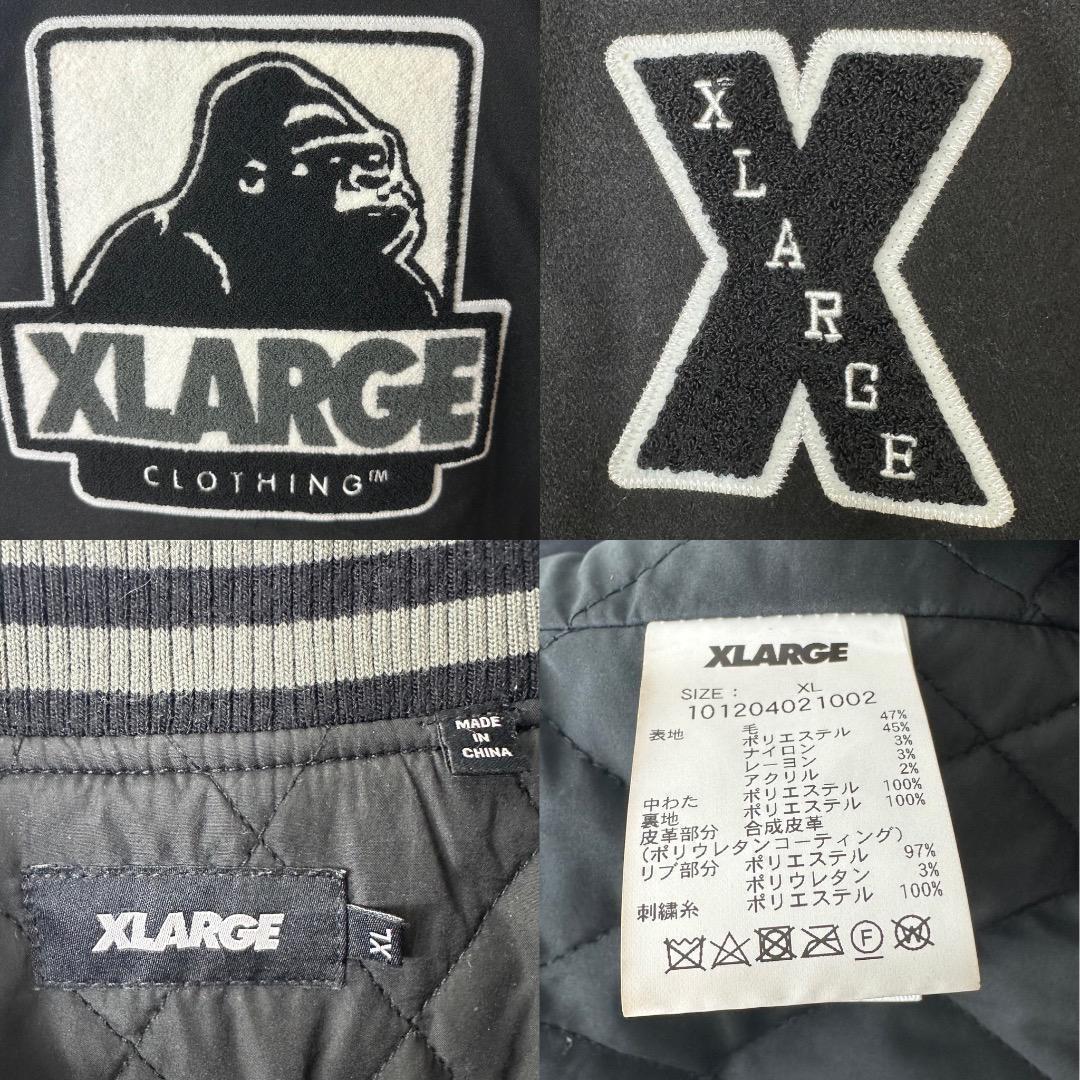 XLARGE
CLOTHING™
X
L
A
R
G
E
MADE
IN
CHINA
XLARGE
XL
XLARGE
SIZE : XL
101204021002
表地 毛 47%
ポリエステル 45%
ナイロン 3%
レーヨン 3%
アクリル 2%
中わた ポリエステル 100%
裏地 ポリエステル 100%
皮革部分 合成皮革
(ポリウレタンコーティング)
リブ部分 ポリエステル 97%
ポリウレタン 3%
刺繍糸 ポリエステル 100%
F
W